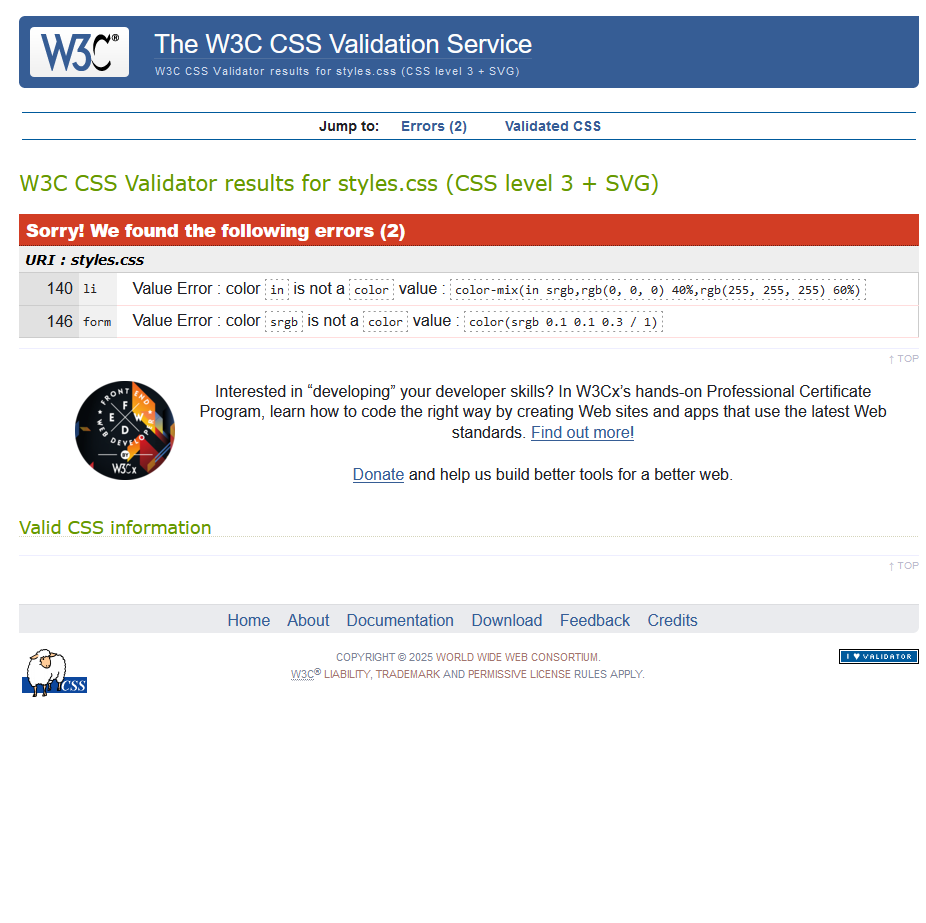 W3C®
The W3C CSS Validation Service
W3C CSS Validator results for styles.css (CSS level 3 + SVG)
Jump to: Errors (2) Validated CSS
W3C CSS Validator results for styles.css (CSS level 3 + SVG)
Sorry! We found the following errors (2)
URI : styles.css
140 li Value Error : color in is not a color value : color-mix(in srgb,rgb(0, 0, 0) 40%,rgb(255, 255, 255) 60%)
146 form Value Error : color srgb is not a color value : color(srgb 0.1 0.1 0.3 / 1)
↑ TOP
FRONT END
F
E W
D
WEB DEVELOPER
BY
W3Cx
Interested in “developing” your developer skills? In W3Cx’s hands-on Professional Certificate
Program, learn how to code the right way by creating Web sites and apps that use the latest Web
standards. Find out more!
Donate and help us build better tools for a better web.
Valid CSS information
↑ TOP
Home About Documentation Download Feedback Credits
CSS
COPYRIGHT © 2025 WORLD WIDE WEB CONSORTIUM.
W3C® LIABILITY, TRADEMARK AND PERMISSIVE LICENSE RULES APPLY.
I ♥ VALIDATOR